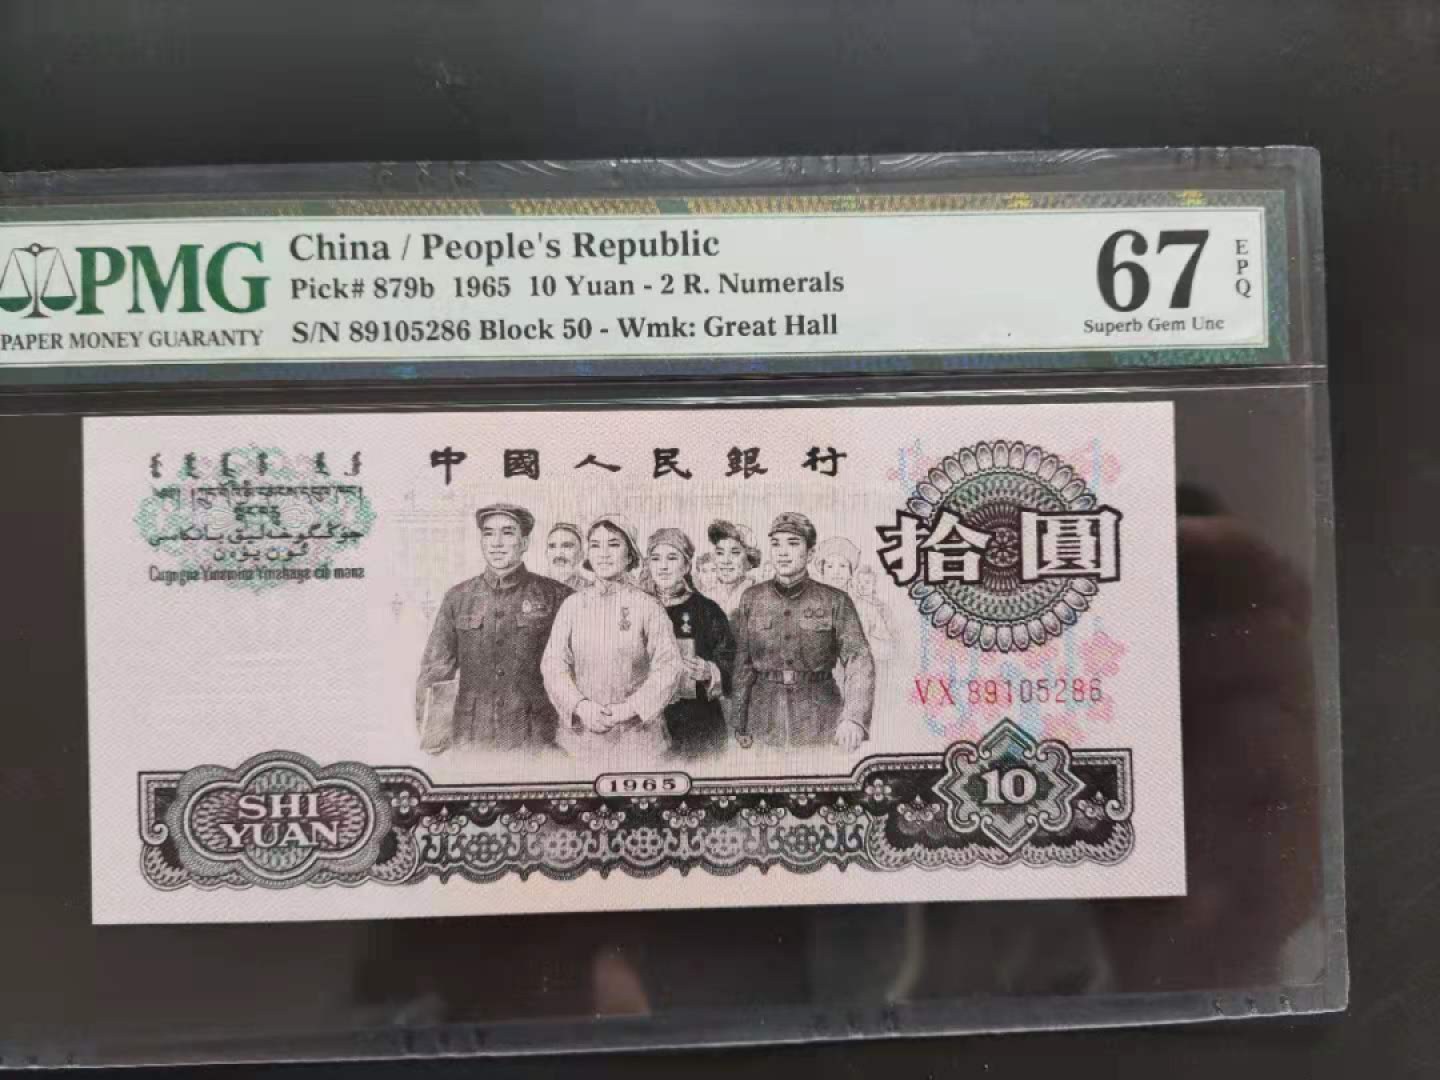 PMG
PAPER MONEY GUARANTY
China / People's Republic
Pick# 879b 1965 10 Yuan - 2 R. Numerals
S/N 89105286 Block 50 - Wmk: Great Hall
67
EPQ
Superb Gem Unc
中國人民銀行
拾圓
VX 89105286
1965
SHI
YUAN
10